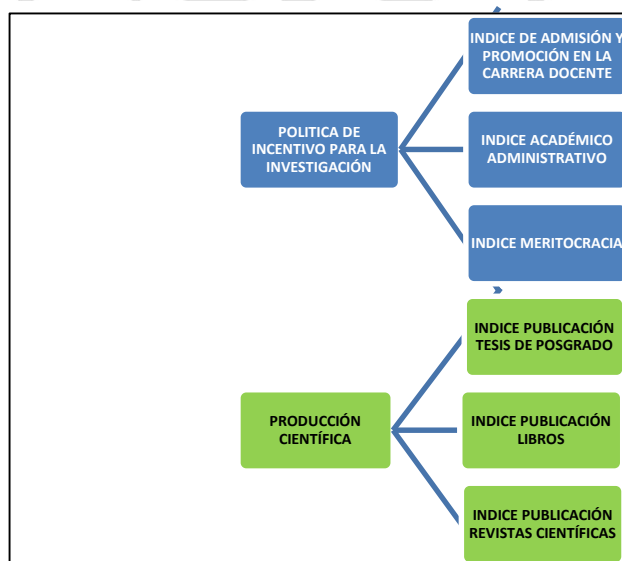 INDICE DE ADMISIÓN Y
PROMOCIÓN EN LA
CARRERA DOCENTE
POLITICA DE
INCENTIVO PARA LA
INVESTIGACIÓN
INDICE ACADÉMICO
ADMINISTRATIVO
INDICE MERITOCRACIA
INDICE PUBLICACIÓN
TESIS DE POSGRADO
PRODUCCIÓN
CIENTÍFICA
INDICE PUBLICACIÓN
LIBROS
INDICE PUBLICACIÓN
REVISTAS CIENTÍFICAS